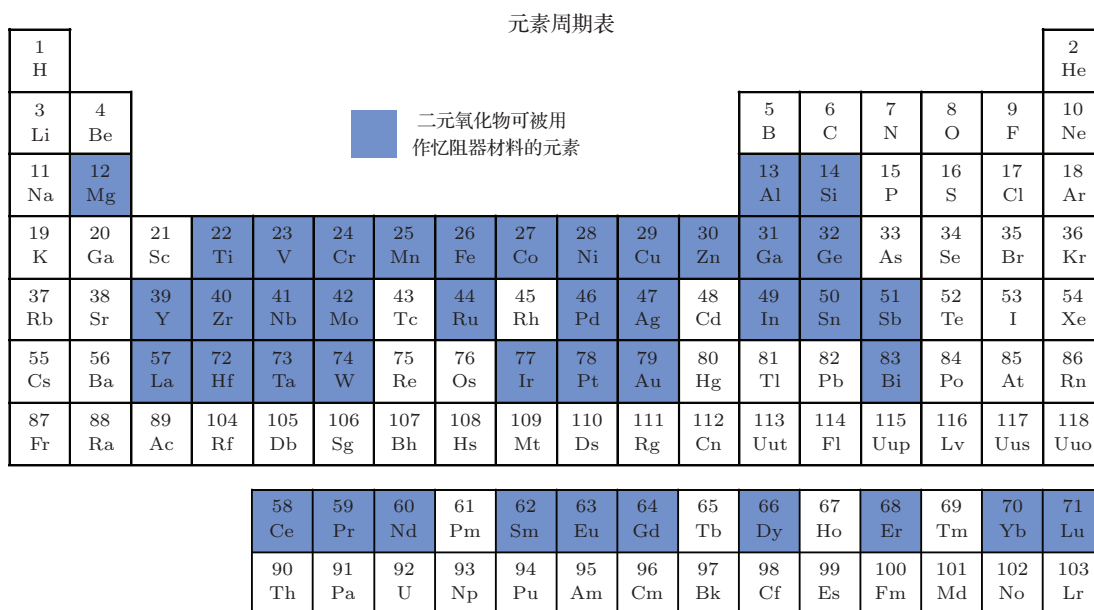 元素周期表
1 2
H He
3 4 5 6 7 8 9 10
Li Be B C N O F Ne
二元氧化物可被用
作忆阻器材料的元素
11 12 13 14 15 16 17 18
Na Mg Al Si P S Cl Ar
19 20 21 22 23 24 25 26 27 28 29 30 31 32 33 34 35 36
K Ga Sc Ti V Cr Mn Fe Co Ni Cu Zn Ga Ge As Se Br Kr
37 38 39 40 41 42 43 44 45 46 47 48 49 50 51 52 53 54
Rb Sr Y Zr Nb Mo Tc Ru Rh Pd Ag Cd In Sn Sb Te I Xe
55 56 57 72 73 74 75 76 77 78 79 80 81 82 83 84 85 86
Cs Ba La Hf Ta W Re Os Ir Pt Au Hg Tl Pb Bi Po At Rn
87 88 89 104 105 106 107 108 109 110 111 112 113 114 115 116 117 118
Fr Ra Ac Rf Db Sg Bh Hs Mt Ds Rg Cn Uut Fl Uup Lv Uus Uuo
58 59 60 61 62 63 64 65 66 67 68 69 70 71
Ce Pr Nd Pm Sm Eu Gd Tb Dy Ho Er Tm Yb Lu
90 91 92 93 94 95 96 97 98 99 100 101 102 103
Th Pa U Np Pu Am Cm Bk Cf Es Fm Md No Lr